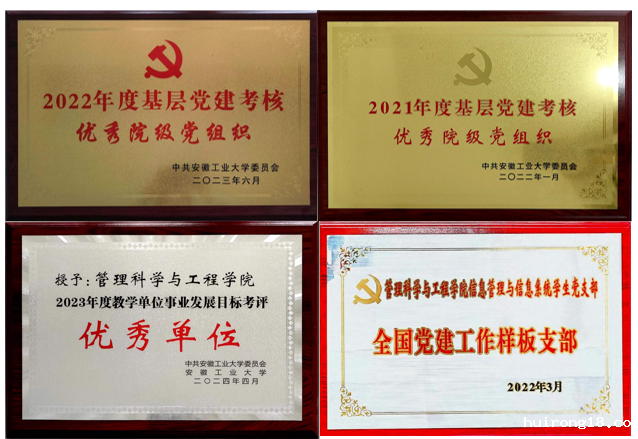 2022年度基层党建考核
优秀院级党组织
中共安徽工业大学委员会
二〇二三年六月
2021年度基层党建考核
优秀院级党组织
中共安徽工业大学委员会
二〇二二年一月
授予：管理科学与工程学院
2023年度教学单位事业发展目标考评
优秀单位
中共安徽工业大学委员会
安徽工业大学
二〇二四年四月
管理科学与工程学院信息管理与信息系统学生党支部
全国党建工作样板支部
2022年3月
huirong18.co